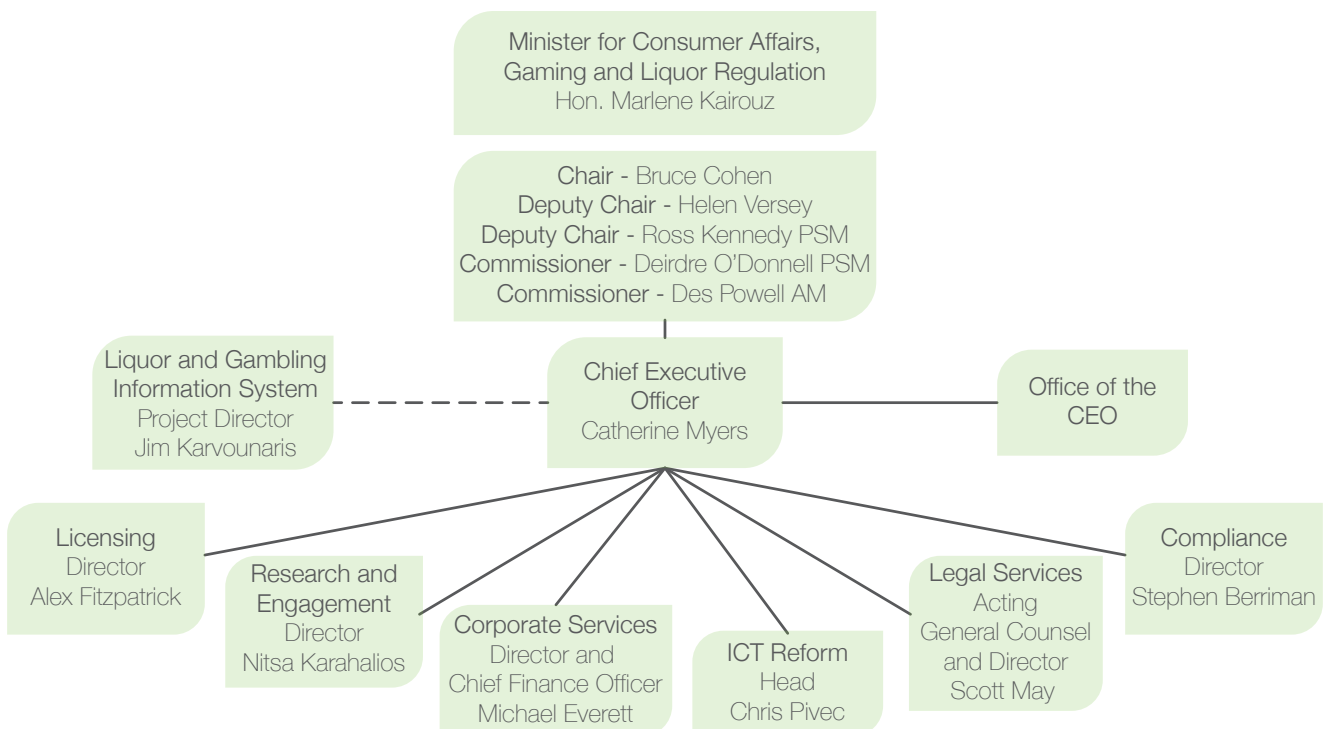 Minister for Consumer Affairs,
Gaming and Liquor Regulation
Hon. Marlene Kairouz
Chair - Bruce Cohen
Deputy Chair - Helen Versey
Deputy Chair - Ross Kennedy PSM
Commissioner - Deirdre O’Donnell PSM
Commissioner - Des Powell AM
Liquor and Gambling
Information System
Project Director
Jim Karvounaris
Chief Executive
Officer
Catherine Myers
Office of the
CEO
Licensing
Director
Alex Fitzpatrick
Research and
Engagement
Director
Nitsa Karahalios
Corporate Services
Director and
Chief Finance Officer
Michael Everett
ICT Reform
Head
Chris Pivec
Legal Services
Acting
General Counsel
and Director
Scott May
Compliance
Director
Stephen Berriman